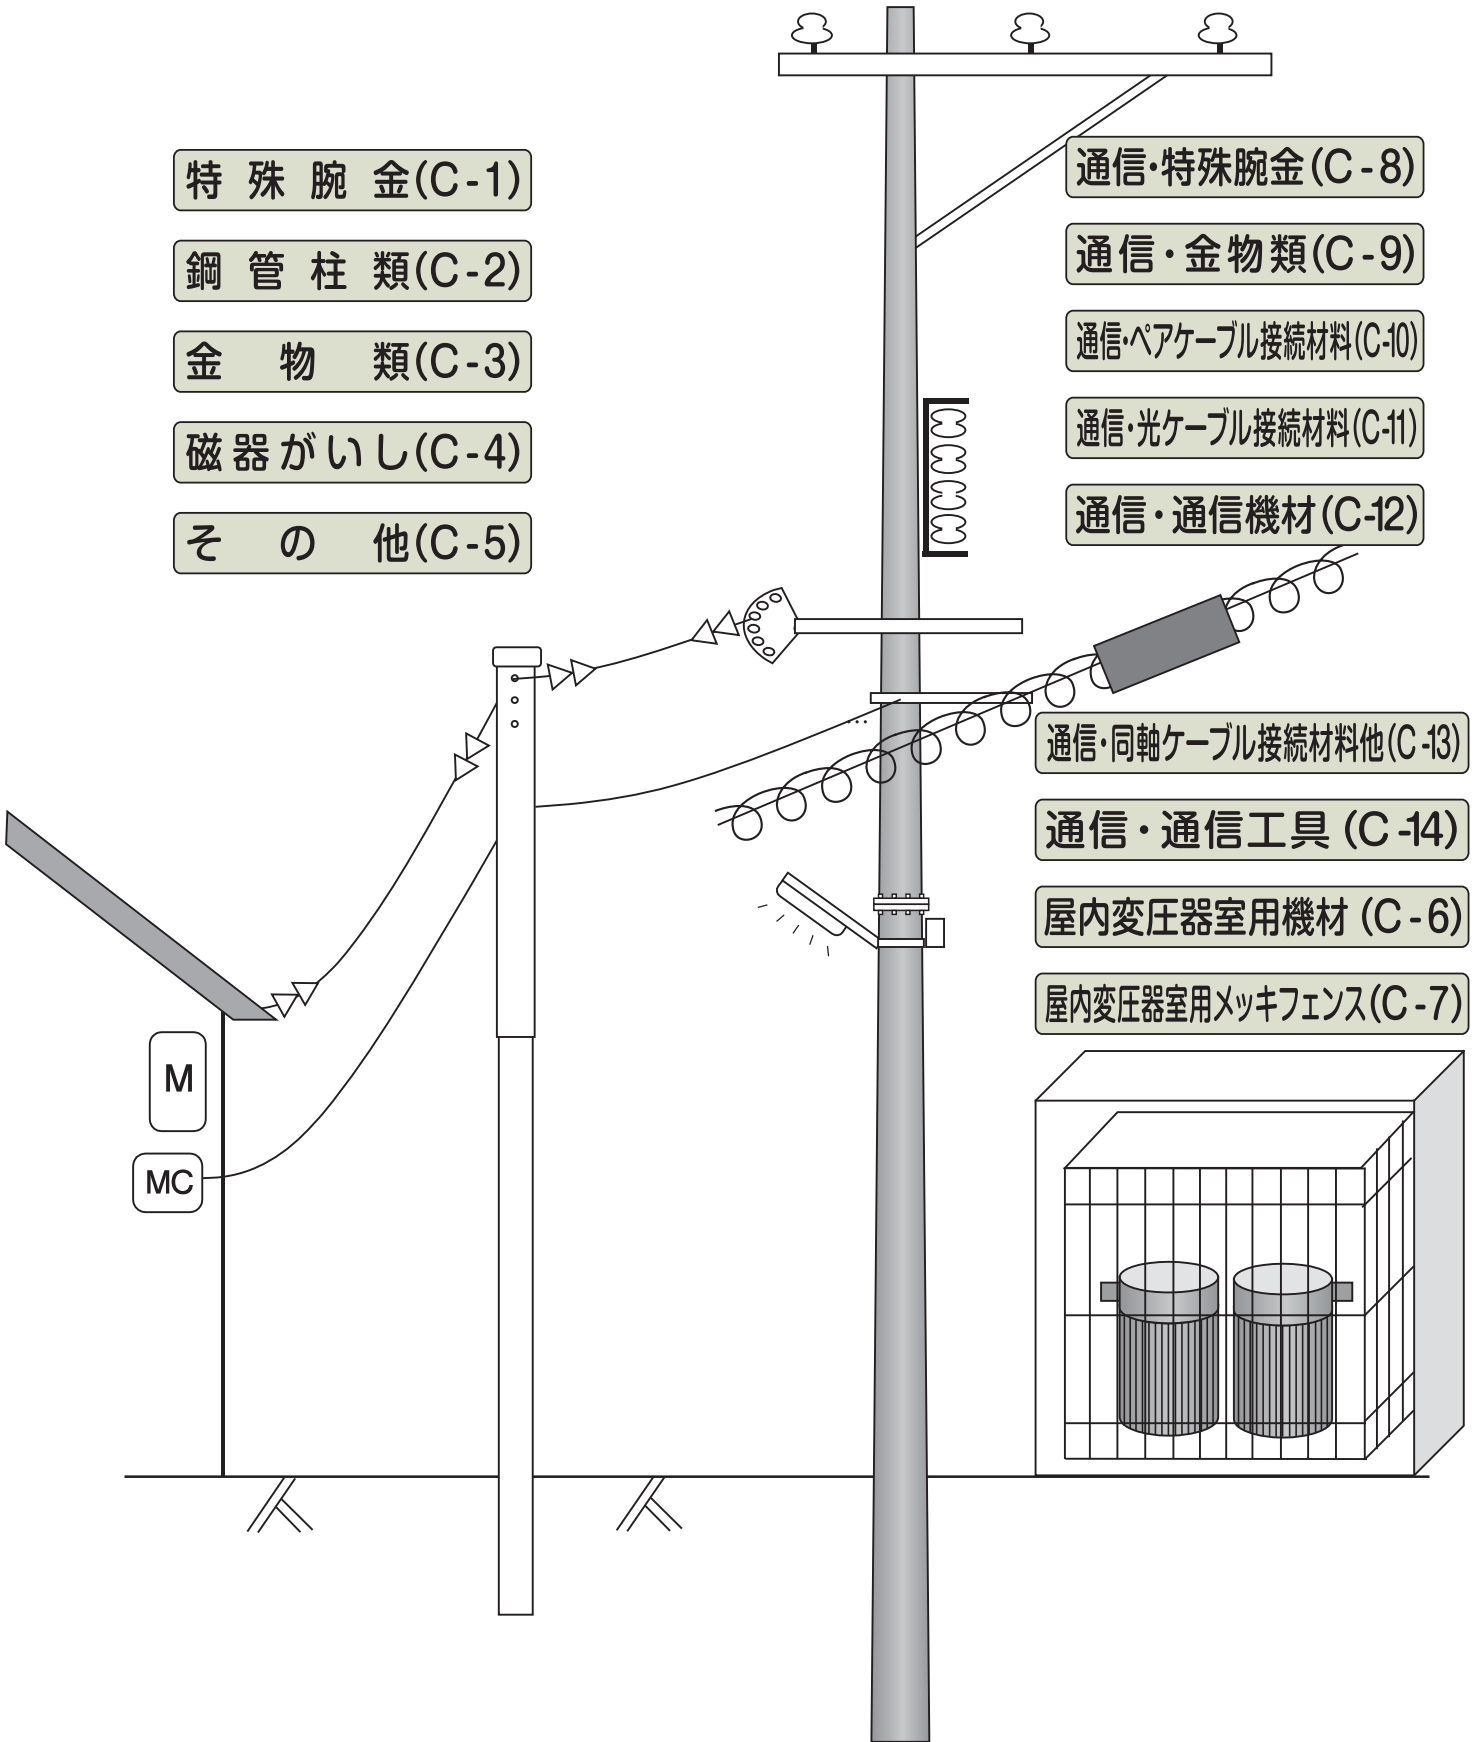 特殊腕金(C-1)
鋼管柱類(C-2)
金物類(C-3)
磁器がいし(C-4)
その他(C-5)
通信・特殊腕金(C-8)
通信・金物類(C-9)
通信・ペアケーブル接続材料(C-10)
通信・光ケーブル接続材料(C-11)
通信・通信機材(C-12)
通信・同軸ケーブル接続材料他(C-13)
通信・通信工具(C-14)
屋内変圧器室用機材(C-6)
屋内変圧器室用メッキフェンス(C-7)
M
MC